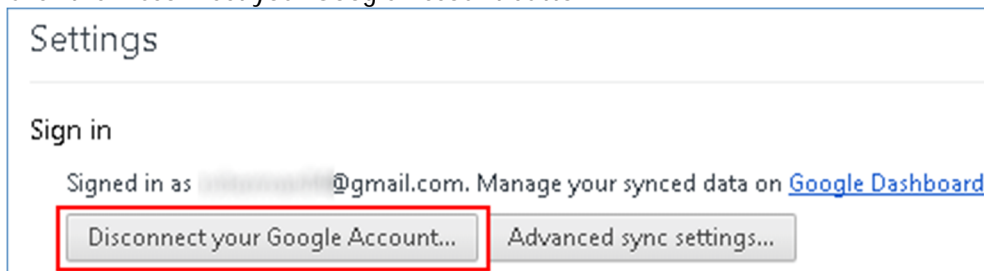 Settings
Sign in
Signed in as @gmail.com. Manage your synced data on Google Dashboard
Disconnect your Google Account... Advanced sync settings...